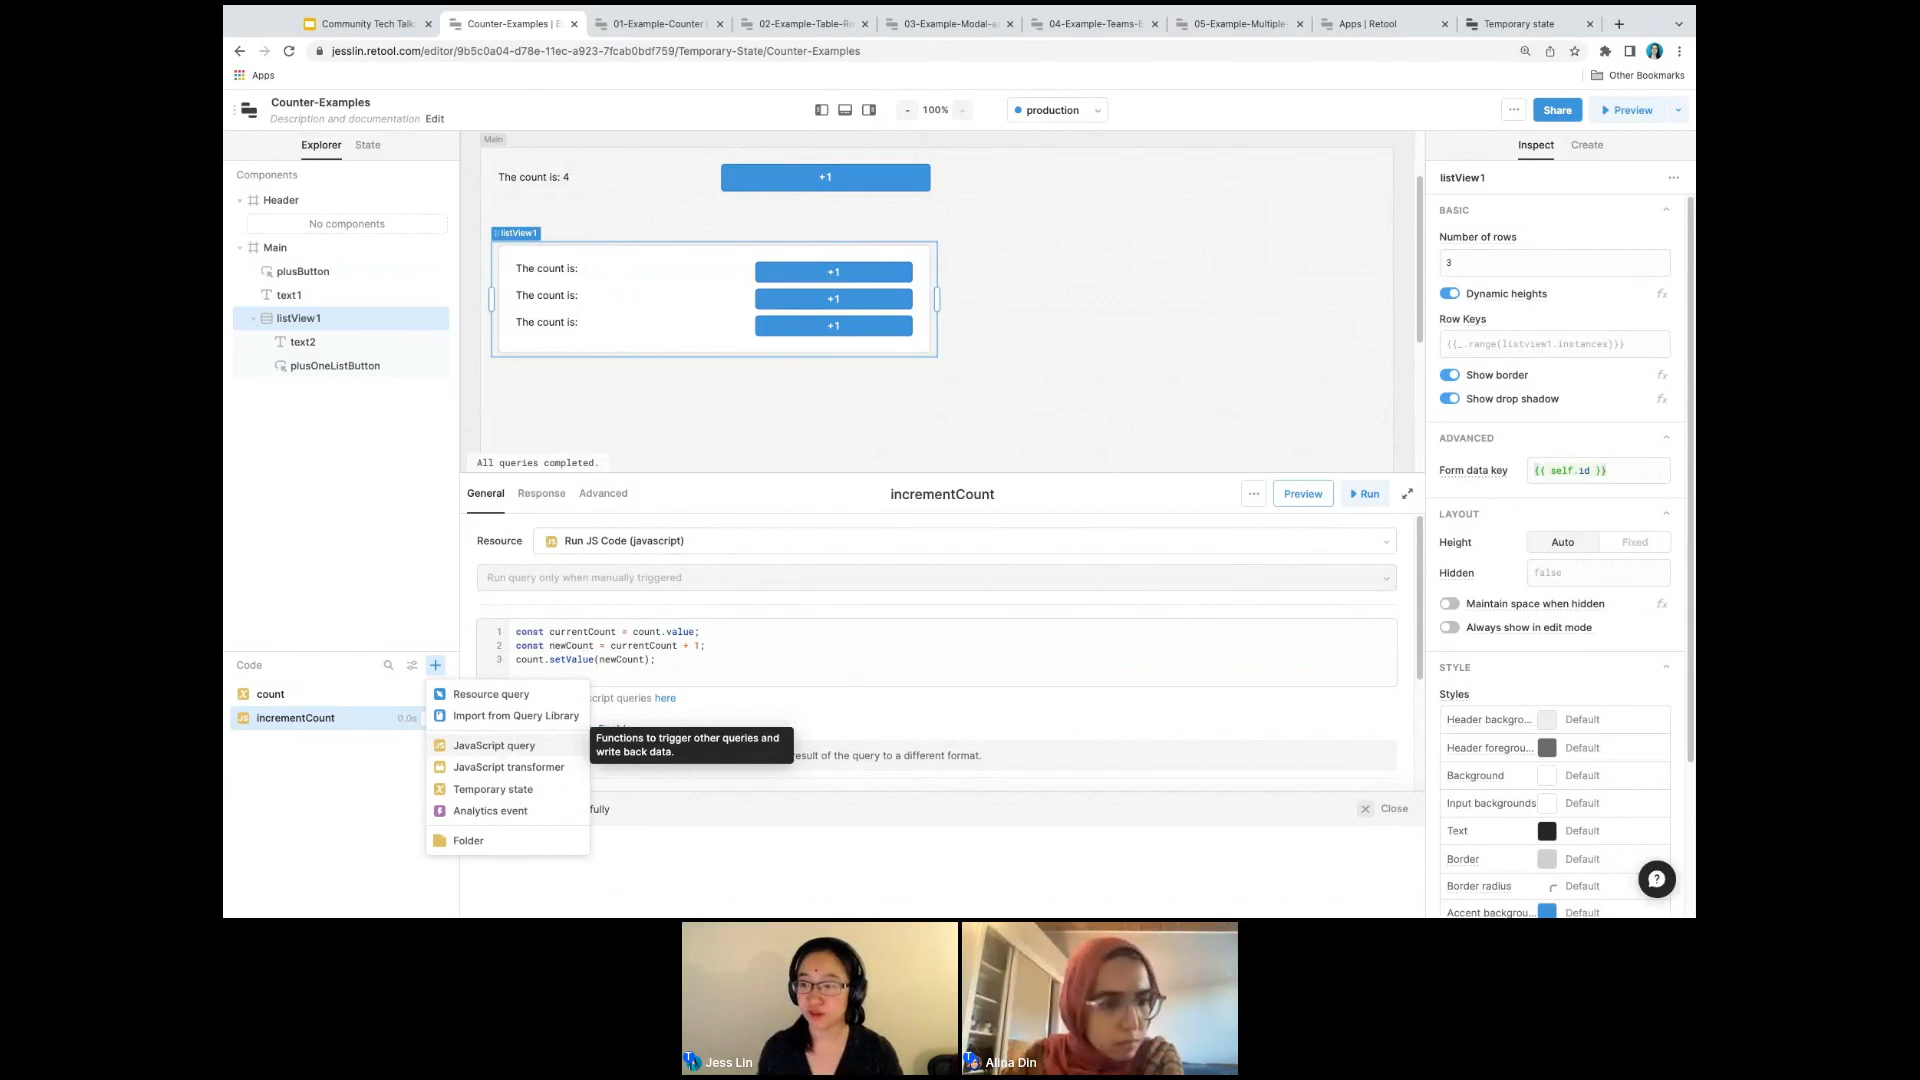 Community Tech Talk:
Counter-Examples | E
01-Example-Counter |
02-Example-Table-Ro
03-Example-Modal-a
04-Example-Teams-E
05-Example-Multiple-
Apps | Retool
Temporary state
jesslin.retool.com/editor/9b5c0a04-d78e-11ec-a923-7fcab0bdf759/Temporary-State/Counter-Examples
Apps
Other Bookmarks
Counter-Examples
Description and documentation Edit
- 100% +
production
Share
Preview
Explorer State
Components
Header
No components
Main
plusButton
text1
listView1
text2
plusOneListButton
Main
The count is: 4
+1
listView1
The count is:
+1
The count is:
+1
The count is:
+1
All queries completed.
General Response Advanced
incrementCount
Preview
Run
Resource
JS Run JS Code (javascript)
Run query only when manually triggered
1 const currentCount = count.value;
2 const newCount = currentCount + 1;
3 count.setValue(newCount);
script queries here
Functions to trigger other queries and
write back data.
result of the query to a different format.
fully
Close
Code
count
JS incrementCount 0.0s
Resource query
Import from Query Library
JS JavaScript query
JavaScript transformer
Temporary state
Analytics event
Folder
Inspect Create
listView1
BASIC
Number of rows
3
Dynamic heights fx
Row Keys
{{_.range(listview1.instances)}}
Show border fx
Show drop shadow fx
ADVANCED
Form data key {{ self.id }}
LAYOUT
Height Auto Fixed
Hidden false
Maintain space when hidden fx
Always show in edit mode
STYLE
Styles
Header backgro... Default
Header foregrou... Default
Background Default
Input backgrounds Default
Text Default
Border Default
Border radius Default
Accent backgrou... Default
?
Jess Lin
Alina Din